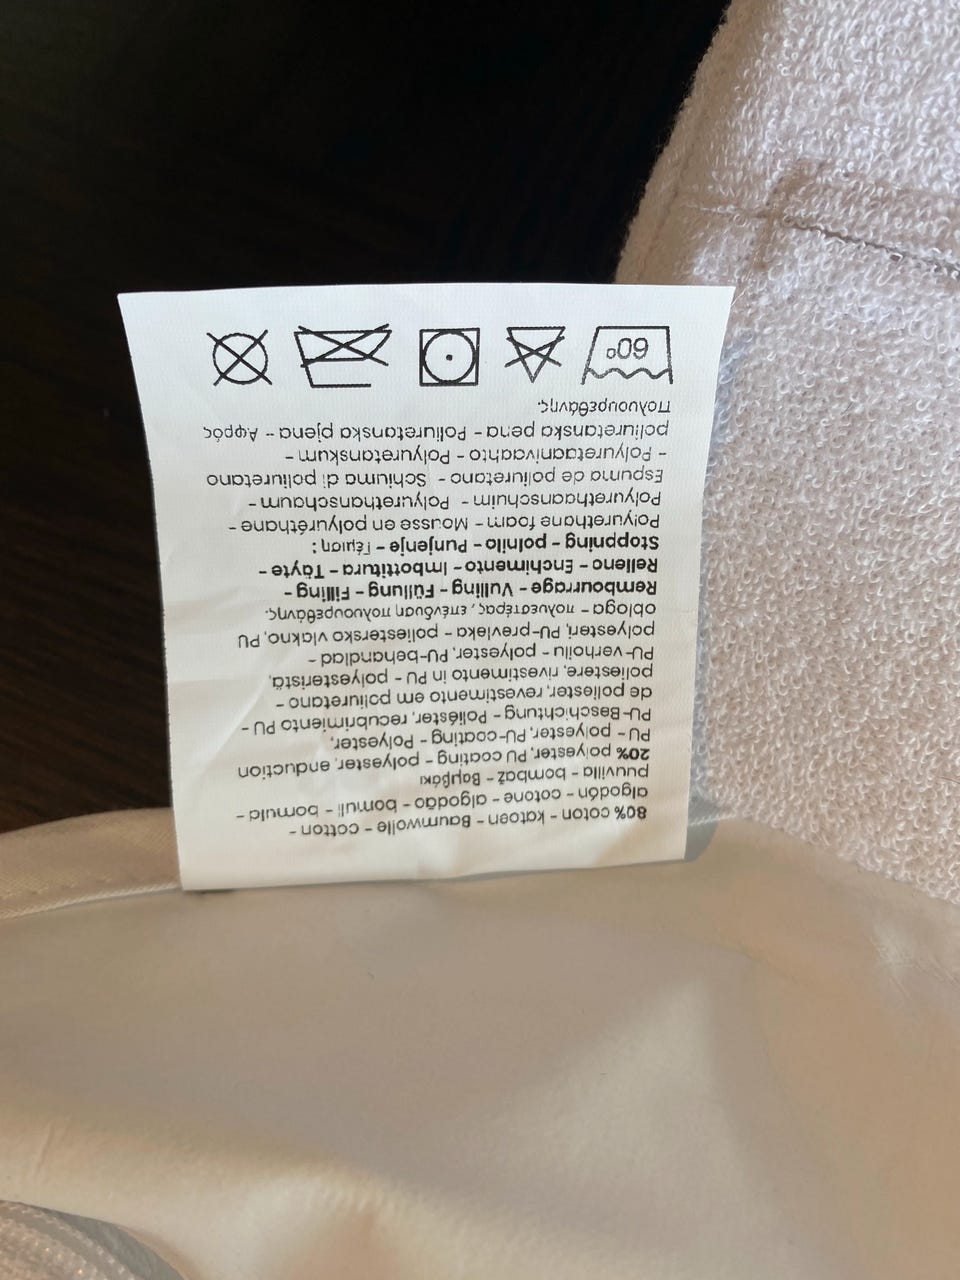 80% coton - katoen - Baumwolle - cotton -
algodón - cotone - algodão - bomull - bomuld -
puuvilla - bombaž - Βαμβάκι
20% polyester, PU coating - polyester, enduction
PU - polyester, PU-coating - Polyester,
PU-Beschichtung - Poliéster, recubrimiento PU -
de poliester, revestimento em poliuretano -
poliestere, rivestimento in PU - polyesteristä,
PU-verhoilu - polyester, PU-behandlad -
polyesteri, PU-prevleka - poliestersko vlakno, PU
obloga - πολυεστέρας, επένδυση πολυουρεθάνης.
Rembourrage - Vulling - Füllung - Filling -
Relleno - Enchimento - Imbottitura - Täyte -
Stoppning - polnilo - Punjenje - Γέμιση :
Polyurethane foam - Mousse en polyuréthane -
Polyurethaanschuim - Polyurethanschaum -
Espuma de poliuretano - Schiuma di poliuretano
- Polyuretaanivaahto - Polyuretanskum -
poliuretanska pena - Poliuretanska pjena - Αφρός
Πολυουρεθάνης.
60°